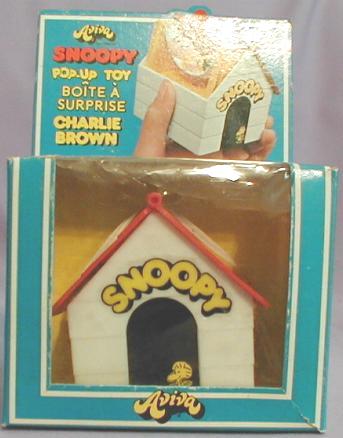 Aviva
SNOOPY
POP-UP TOY
BOÎTE À
SURPRISE
CHARLIE
BROWN
SNOOPY
SNOOPY
Aviva